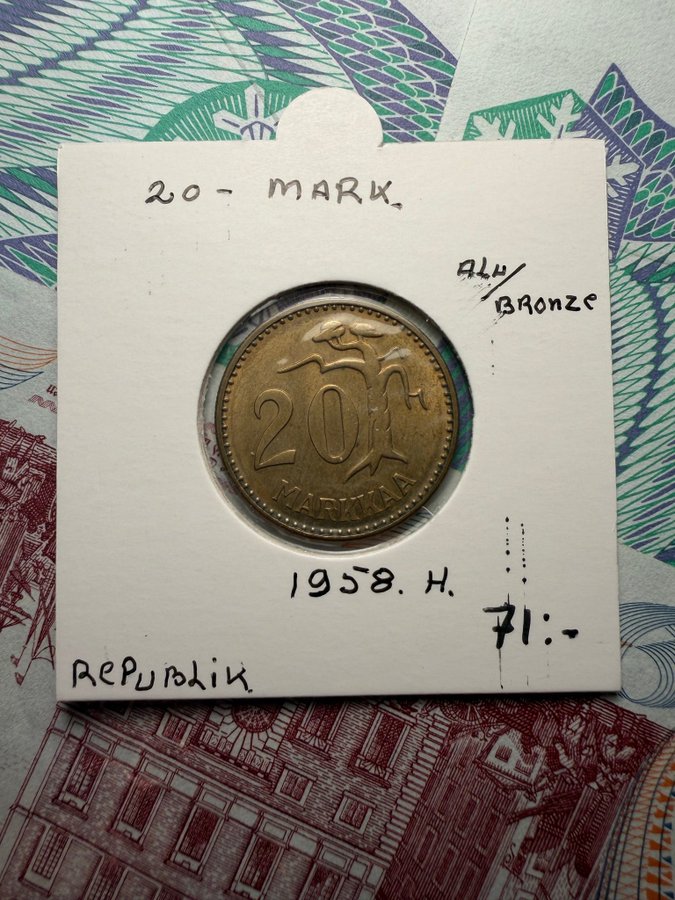 20 - MARK.
ALU/
BRONZE
20 H
MARKKAA
1958. H.
71:-
REPUBLIK